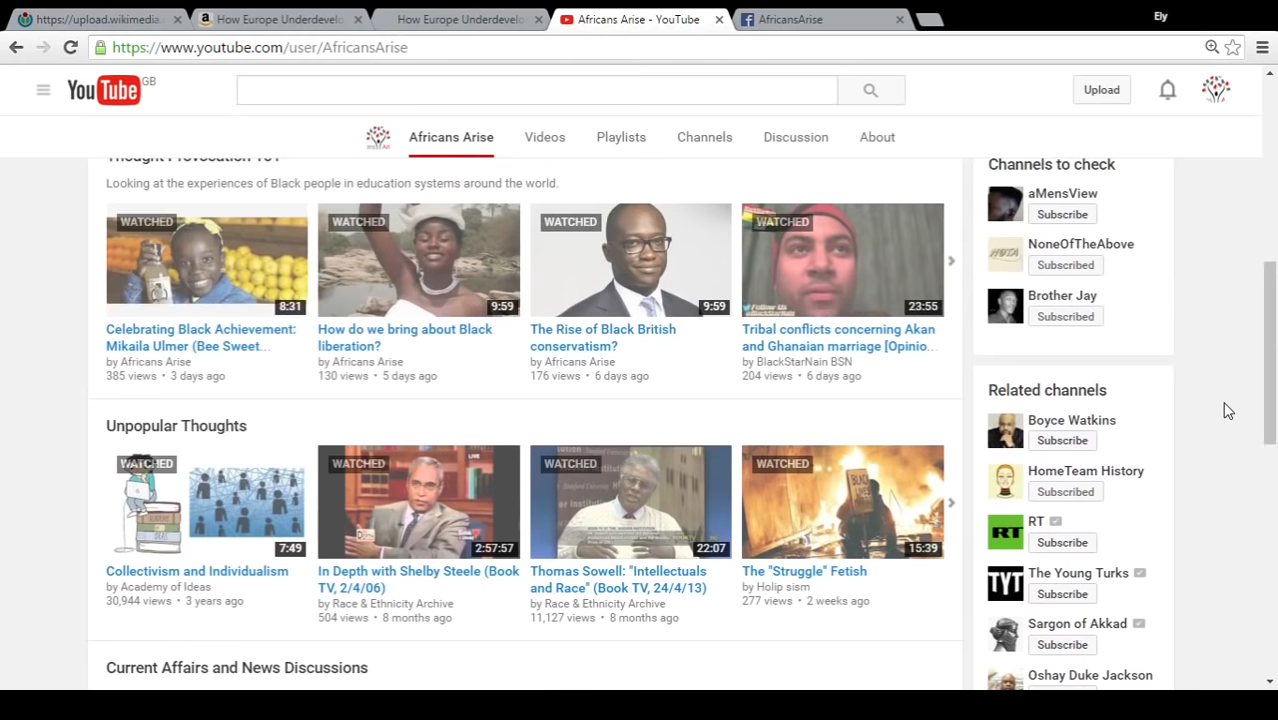 https://upload.wikimedia.
How Europe Underdevelo
How Europe Underdevelo
Africans Arise - YouTube
AfricansArise
Ely
https://www.youtube.com/user/AfricansArise
YouTube GB
Upload
Africans Arise
Videos
Playlists
Channels
Discussion
About
Looking at the experiences of Black people in education systems around the world.
WATCHED
8:31
Celebrating Black Achievement:
Mikaila Ulmer (Bee Sweet...
by Africans Arise
385 views • 3 days ago
WATCHED
9:59
How do we bring about Black
liberation?
by Africans Arise
130 views • 5 days ago
WATCHED
9:59
The Rise of Black British
conservatism?
by Africans Arise
176 views • 6 days ago
WATCHED
23:55
Tribal conflicts concerning Akan
and Ghanaian marriage [Opinio...
by BlackStarNain BSN
204 views • 6 days ago
Unpopular Thoughts
WATCHED
7:49
Collectivism and Individualism
by Academy of Ideas
30,944 views • 3 years ago
WATCHED
2:57:57
In Depth with Shelby Steele (Book
TV, 2/4/06)
by Race & Ethnicity Archive
504 views • 8 months ago
WATCHED
22:07
Thomas Sowell: "Intellectuals
and Race" (Book TV, 24/4/13)
by Race & Ethnicity Archive
11,127 views • 8 months ago
WATCHED
15:39
The "Struggle" Fetish
by Holip sism
277 views • 2 weeks ago
Current Affairs and News Discussions
Channels to check
aMensView
Subscribe
NoneOfTheAbove
Subscribed
Brother Jay
Subscribed
Related channels
Boyce Watkins
Subscribe
HomeTeam History
Subscribed
RT
Subscribe
The Young Turks
Subscribe
Sargon of Akkad
Subscribe
Oshay Duke Jackson